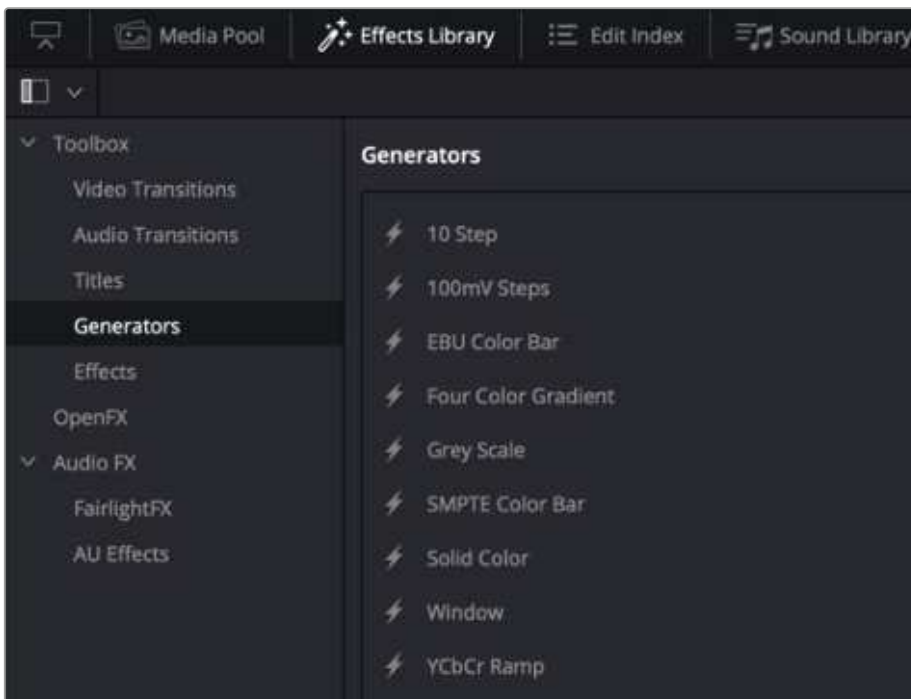 Media Pool Effects Library Edit Index Sound Library
Toolbox
Video Transitions
Audio Transitions
Titles
Generators
Effects
OpenFX
Audio FX
FairlightFX
AU Effects
Generators
10 Step
100mV Steps
EBU Color Bar
Four Color Gradient
Grey Scale
SMPTE Color Bar
Solid Color
Window
YCbCr Ramp